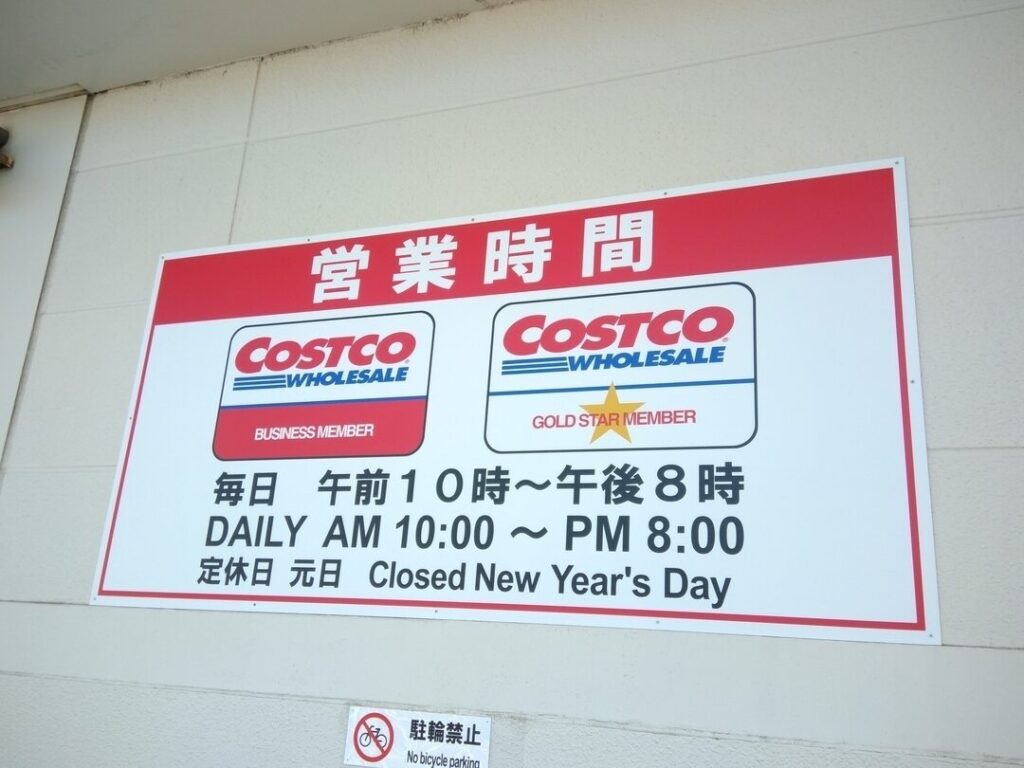 営業時間
COSTCO
WHOLESALE
BUSINESS MEMBER
COSTCO
WHOLESALE
GOLD STAR MEMBER
毎日 午前10時～午後8時
DAILY AM 10:00 ～ PM 8:00
定休日 元日 Closed New Year's Day
駐輪禁止
No bicycle parking